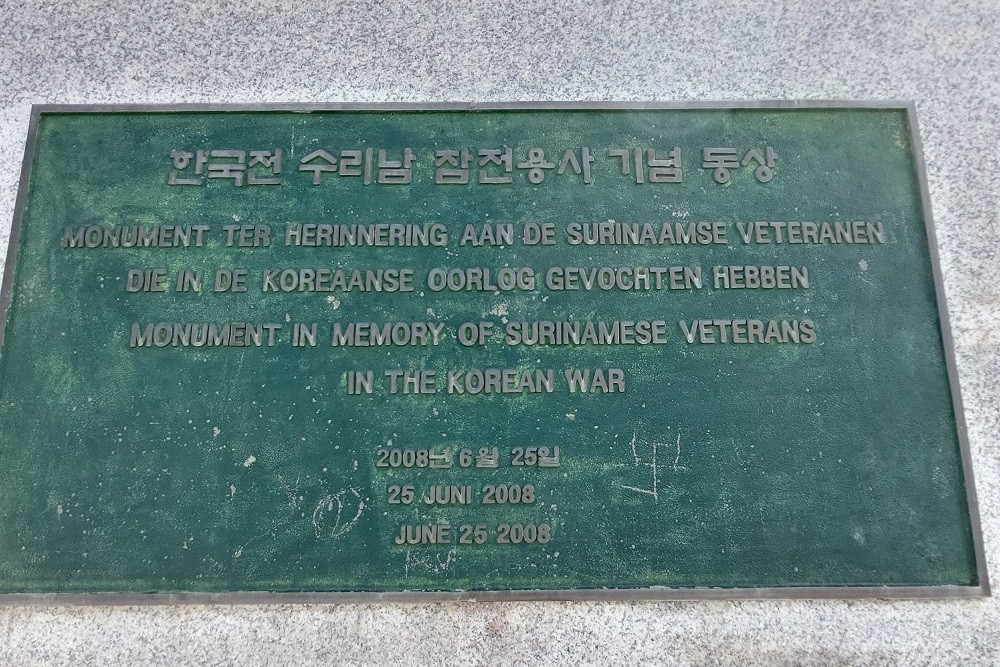 한국전 수리남 참전용사 기념 동상
MONUMENT TER HERINNERING AAN DE SURINAAMSE VETERANEN
DIE IN DE KOREAANSE OORLOG GEVOCHTEN HEBBEN
MONUMENT IN MEMORY OF SURINAMESE VETERANS
IN THE KOREAN WAR
2008년 6월 25일
25 JUNI 2008
JUNE 25 2008